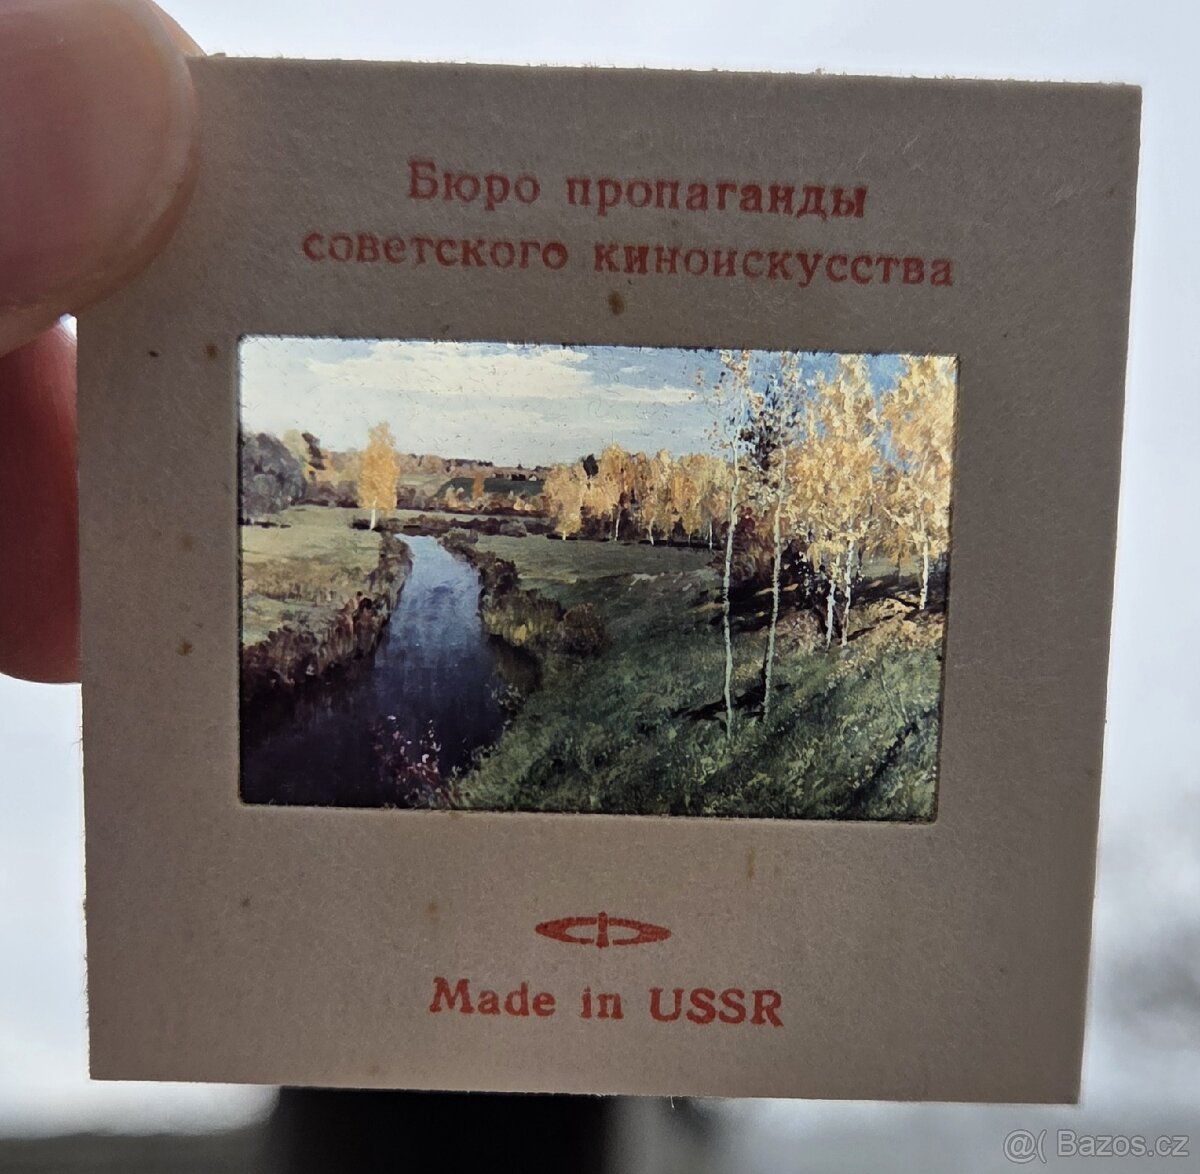 Бюро пропаганды
советского киноискусства
Made in USSR
@( Bazos.cz